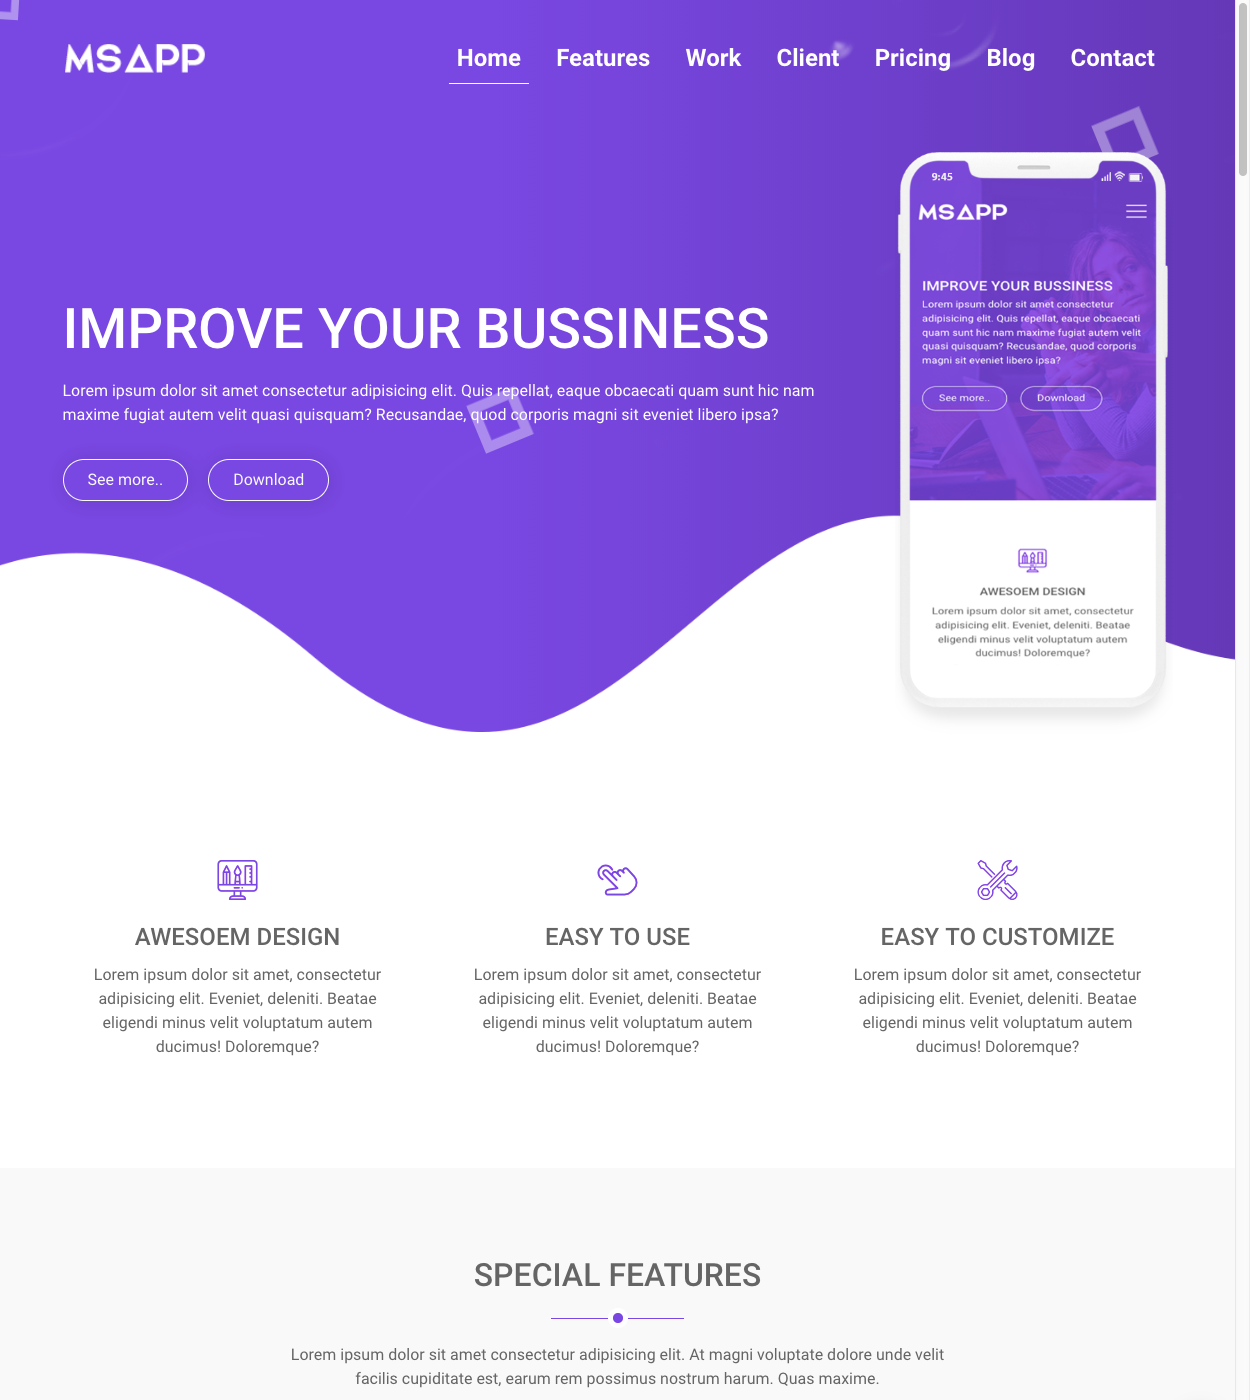 MSAPP
Home Features Work Client Pricing Blog Contact
9:45
MSAPP
IMPROVE YOUR BUSSINESS
Lorem ipsum dolor sit amet consectetur
adipisicing elit. Quis repellat, eaque obcaecati
quam sunt hic nam maxime fugiat autem velit
quasi quisquam? Recusandae, quod corporis
magni sit eveniet libero ipsa?
See more.. Download
AWESOEM DESIGN
Lorem ipsum dolor sit amet, consectetur
adipisicing elit. Eveniet, deleniti. Beatae
eligendi minus velit voluptatum autem
ducimus! Doloremque?
IMPROVE YOUR BUSSINESS
Lorem ipsum dolor sit amet consectetur adipisicing elit. Quis repellat, eaque obcaecati quam sunt hic nam
maxime fugiat autem velit quasi quisquam? Recusandae, quod corporis magni sit eveniet libero ipsa?
See more.. Download
AWESOEM DESIGN
Lorem ipsum dolor sit amet, consectetur
adipisicing elit. Eveniet, deleniti. Beatae
eligendi minus velit voluptatum autem
ducimus! Doloremque?
EASY TO USE
Lorem ipsum dolor sit amet, consectetur
adipisicing elit. Eveniet, deleniti. Beatae
eligendi minus velit voluptatum autem
ducimus! Doloremque?
EASY TO CUSTOMIZE
Lorem ipsum dolor sit amet, consectetur
adipisicing elit. Eveniet, deleniti. Beatae
eligendi minus velit voluptatum autem
ducimus! Doloremque?
SPECIAL FEATURES
Lorem ipsum dolor sit amet consectetur adipisicing elit. At magni voluptate dolore unde velit
facilis cupiditate est, earum rem possimus nostrum harum. Quas maxime.